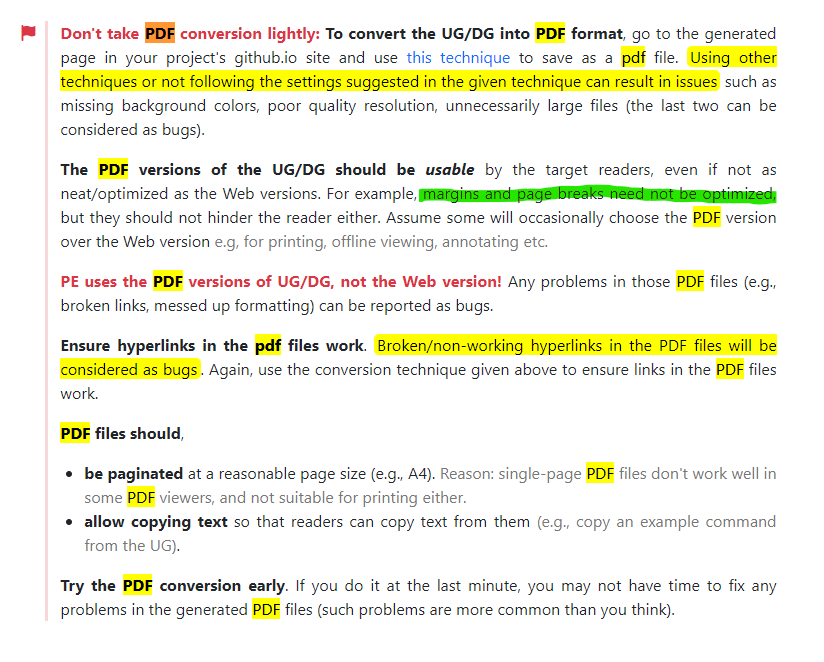 Don't take PDF conversion lightly: To convert the UG/DG into PDF format, go to the generated
page in your project's github.io site and use this technique to save as a pdf file. Using other
techniques or not following the settings suggested in the given technique can result in issues such as
missing background colors, poor quality resolution, unnecessarily large files (the last two can be
considered as bugs).
The PDF versions of the UG/DG should be usable by the target readers, even if not as
neat/optimized as the Web versions. For example, margins and page breaks need not be optimized,
but they should not hinder the reader either. Assume some will occasionally choose the PDF version
over the Web version e.g, for printing, offline viewing, annotating etc.
PE uses the PDF versions of UG/DG, not the Web version! Any problems in those PDF files (e.g.,
broken links, messed up formatting) can be reported as bugs.
Ensure hyperlinks in the pdf files work. Broken/non-working hyperlinks in the PDF files will be
considered as bugs. Again, use the conversion technique given above to ensure links in the PDF files
work.
PDF files should,
• be paginated at a reasonable page size (e.g., A4). Reason: single-page PDF files don't work well in
some PDF viewers, and not suitable for printing either.
• allow copying text so that readers can copy text from them (e.g., copy an example command
from the UG).
Try the PDF conversion early. If you do it at the last minute, you may not have time to fix any
problems in the generated PDF files (such problems are more common than you think).